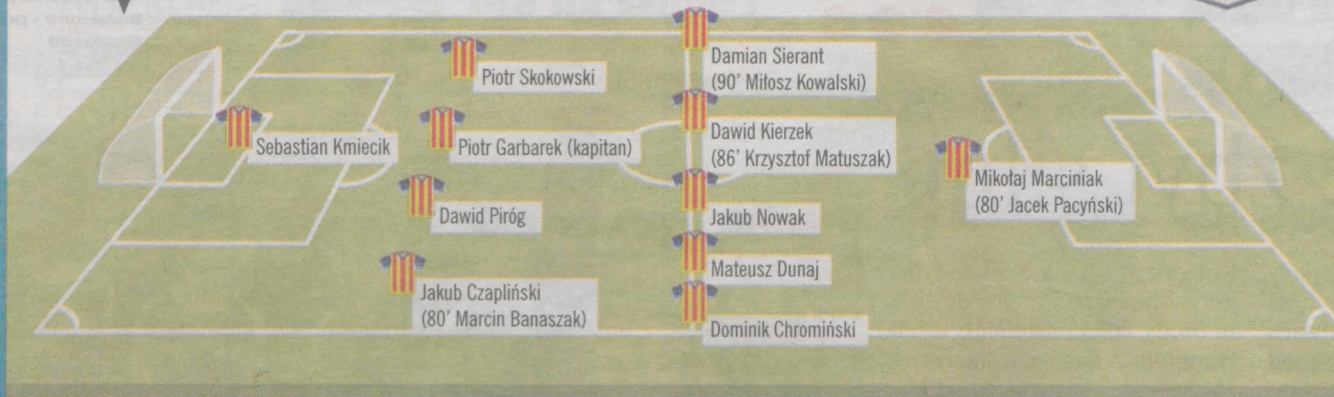 Piotr Skokowski
Sebastian Kmiecik
Piotr Garbarek (kapitan)
Dawid Piróg
Jakub Czapliński
(80’ Marcin Banaszak)
Damian Sierant
(90’ Miłosz Kowalski)
Dawid Kierzek
(86’ Krzysztof Matuszak)
Jakub Nowak
Mateusz Dunaj
Dominik Chromiński
Mikołaj Marciniak
(80’ Jacek Pacyński)